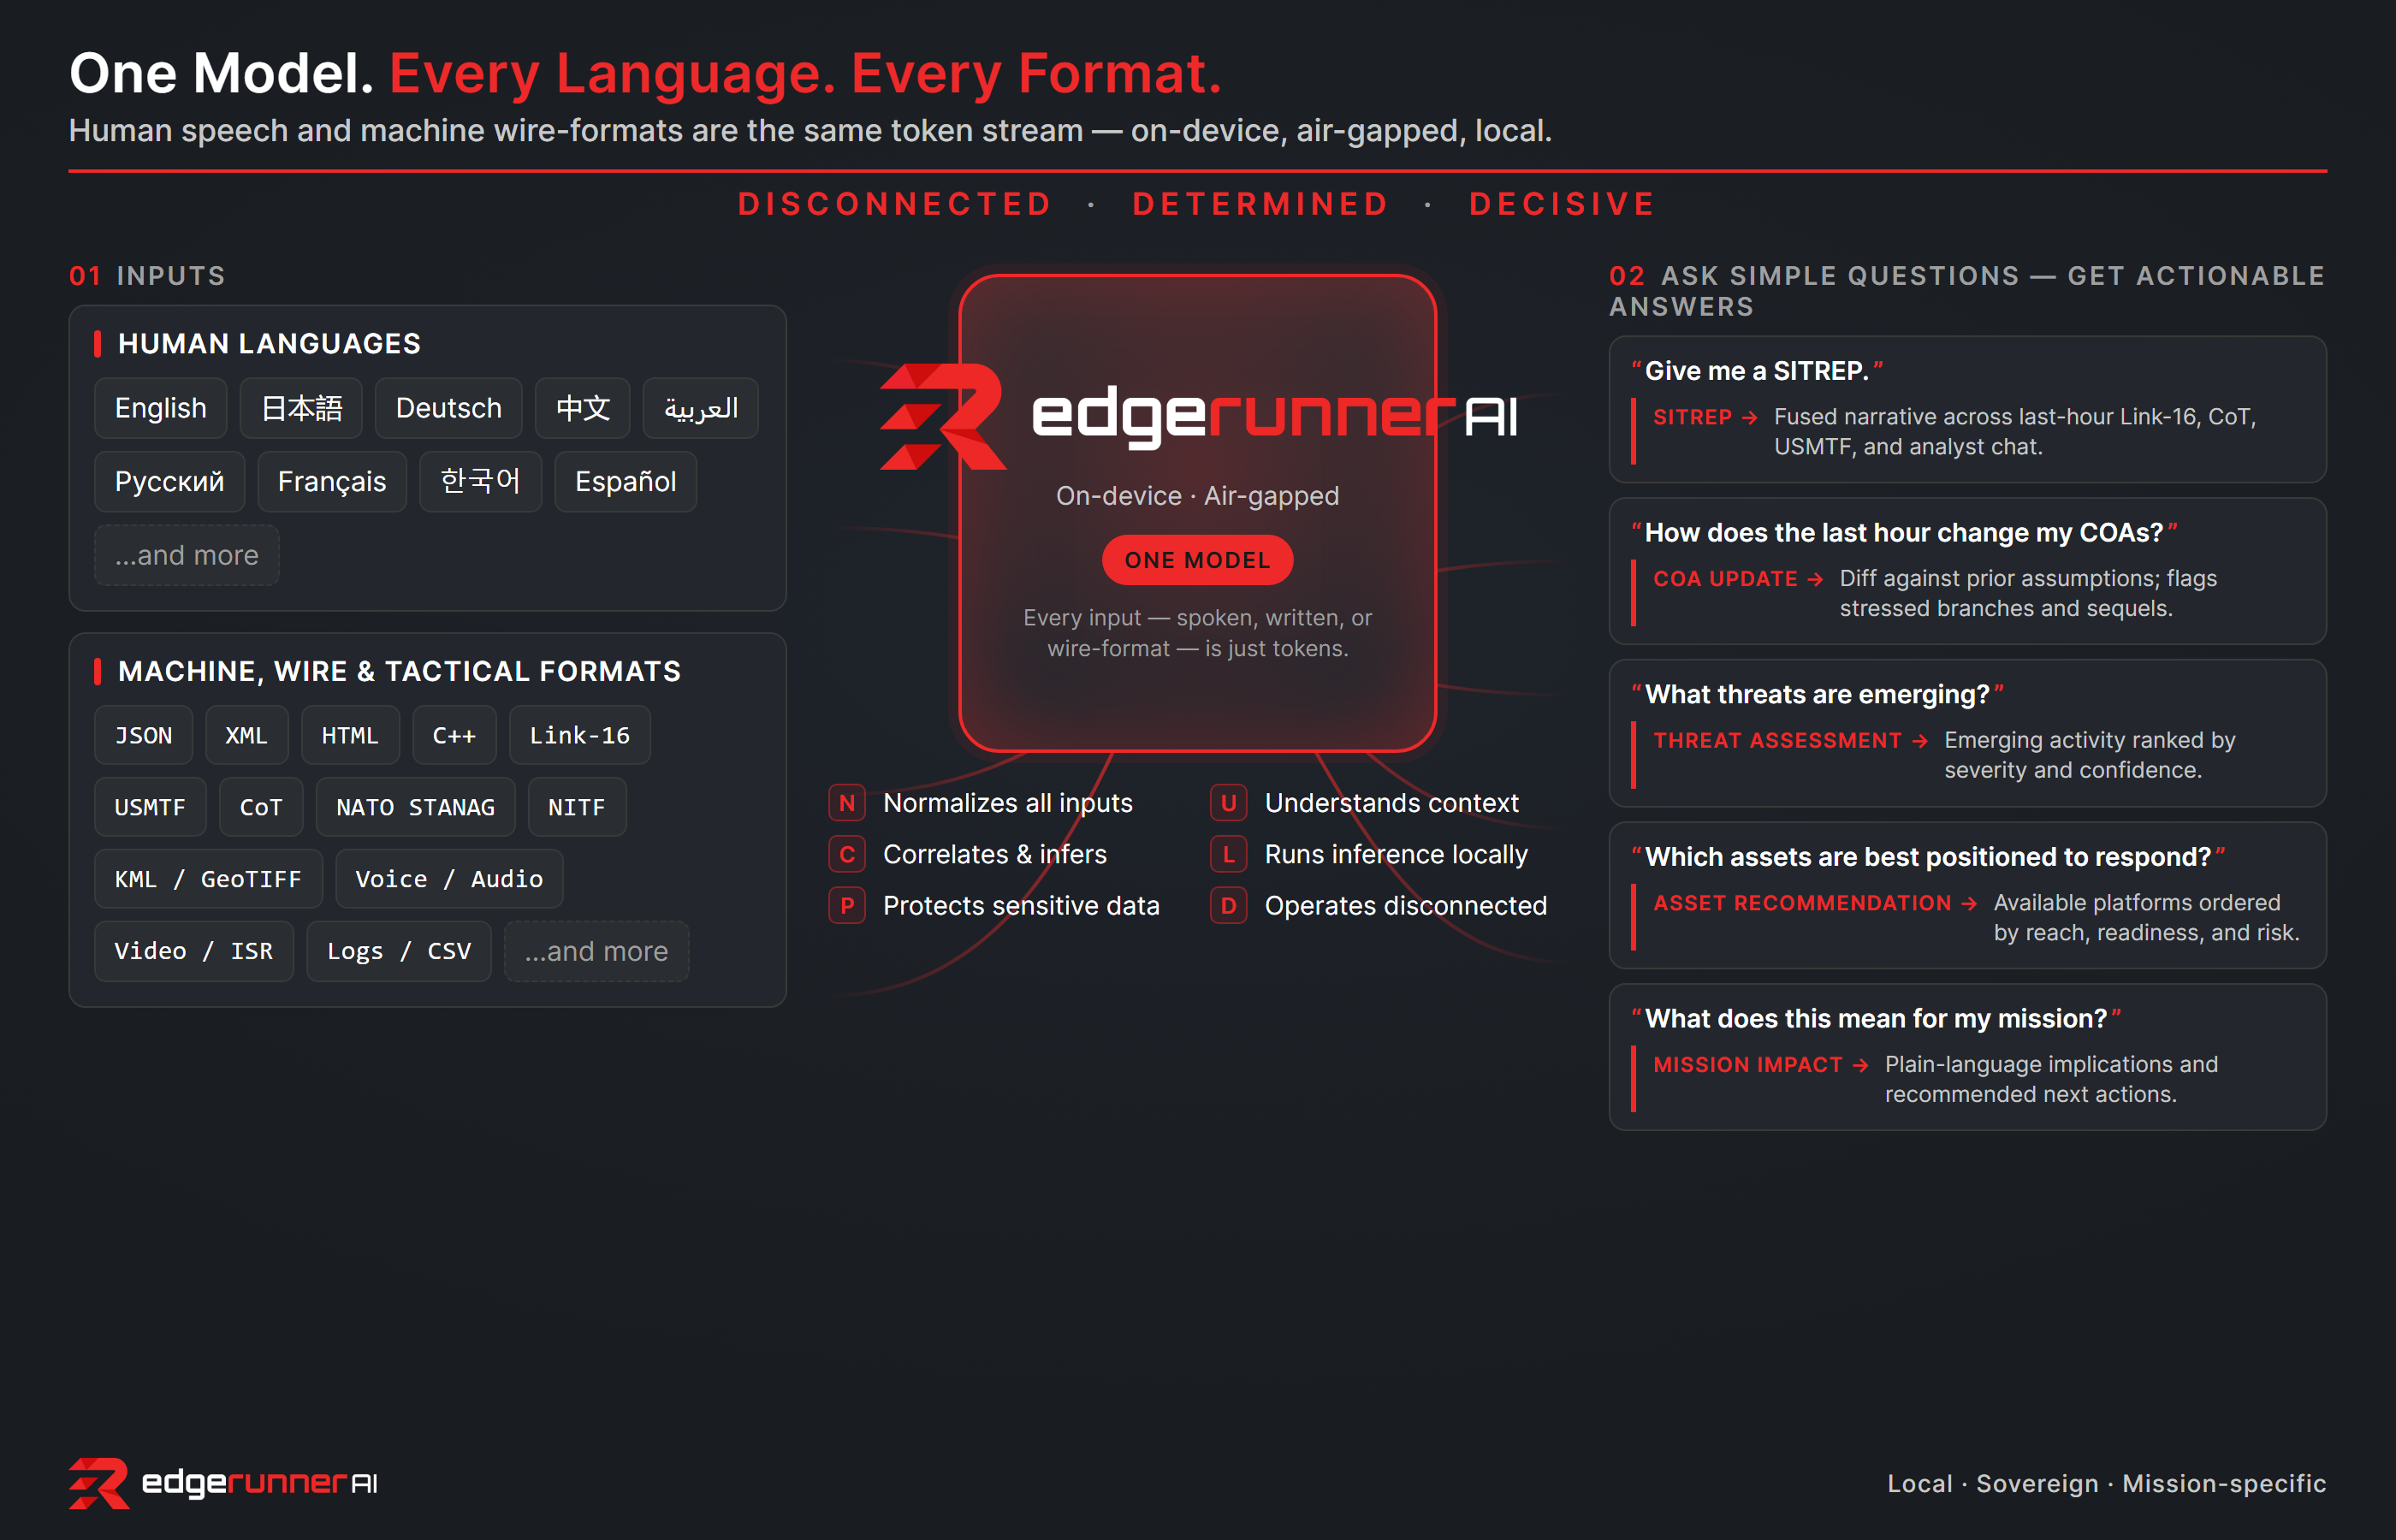 One Model. Every Language. Every Format.
Human speech and machine wire-formats are the same token stream — on-device, air-gapped, local.
DISCONNECTED · DETERMINED · DECISIVE
01 INPUTS
HUMAN LANGUAGES
English 日本語 Deutsch 中文 العربية
Русский Français 한국어 Español
...and more
MACHINE, WIRE & TACTICAL FORMATS
JSON XML HTML C++ Link-16
USMTF CoT NATO STANAG NITF
KML / GeoTIFF Voice / Audio
Video / ISR Logs / CSV ...and more
edgerunner AI
On-device · Air-gapped
ONE MODEL
Every input — spoken, written, or
wire-format — is just tokens.
N Normalizes all inputs U Understands context
C Correlates & infers L Runs inference locally
P Protects sensitive data D Operates disconnected
02 ASK SIMPLE QUESTIONS — GET ACTIONABLE
ANSWERS
“Give me a SITREP.”
SITREP → Fused narrative across last-hour Link-16, CoT,
USMTF, and analyst chat.
“How does the last hour change my COAs?”
COA UPDATE → Diff against prior assumptions; flags
stressed branches and sequels.
“What threats are emerging?”
THREAT ASSESSMENT → Emerging activity ranked by
severity and confidence.
“Which assets are best positioned to respond?”
ASSET RECOMMENDATION → Available platforms ordered
by reach, readiness, and risk.
“What does this mean for my mission?”
MISSION IMPACT → Plain-language implications and
recommended next actions.
edgerunner AI
Local · Sovereign · Mission-specific